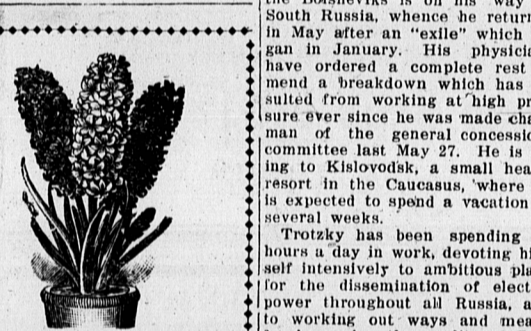 the Bolsheviks is on his way
South Russia, whence he retur
in May after an "exile" which
gan in January. His physicia
have ordered a complete rest
mend a breakdown which has
sulted from working at high pr
sure ever since he was made cha
man of the general concessio
committee last May 27. He is
ing to Kislovodsk, a small hea
resort in the Caucasus, where
is expected to spend a vacation
several weeks.
Trotzky has been spending
hours a day in work, devoting hi
self intensively to ambitious pla
for the dissemination of elect
power throughout all Russia, a
to working out ways and mea